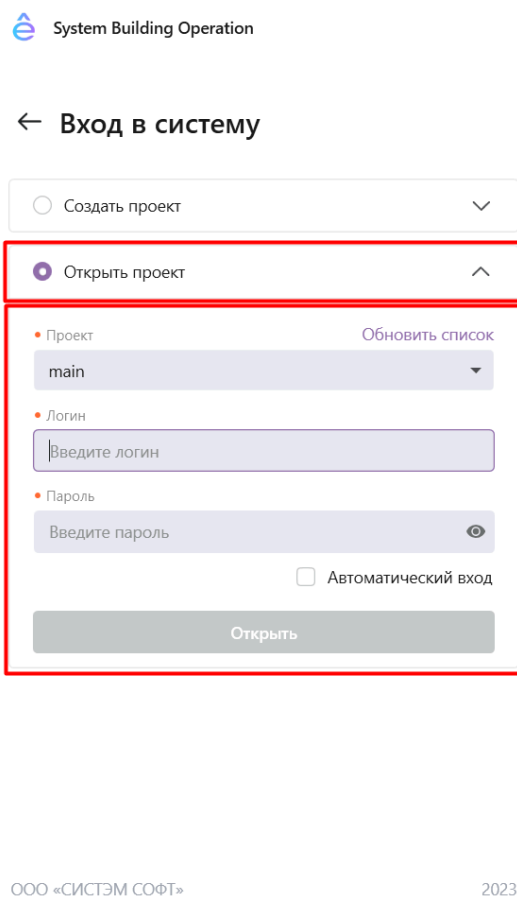 System Building Operation
Вход в систему
Создать проект
Открыть проект
Проект Обновить список
main
Логин
Введите логин
Пароль
Введите пароль
Автоматический вход
Открыть
ООО «СИСТЭМ СОФТ» 2023